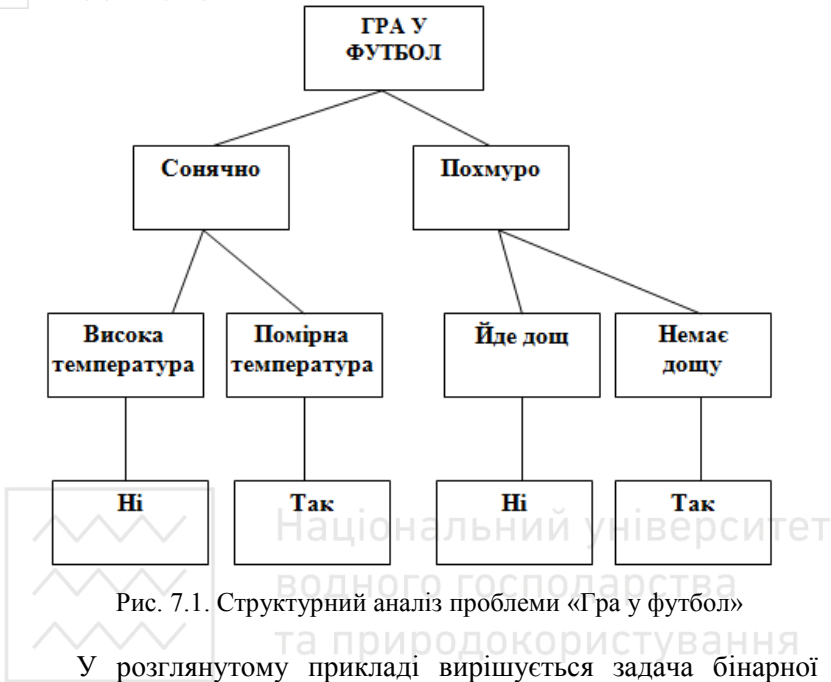 ГРА У
ФУТБОЛ
Сонячно
Похмуро
Висока
температура
Помірна
температура
Йде дощ
Немає
дощу
Ні
Так
Ні
Так
Національний університет
водного господарства
та природокористування
Рис. 7.1. Структурний аналіз проблеми «Гра у футбол»
У розглянутому прикладі вирішується задача бінарної